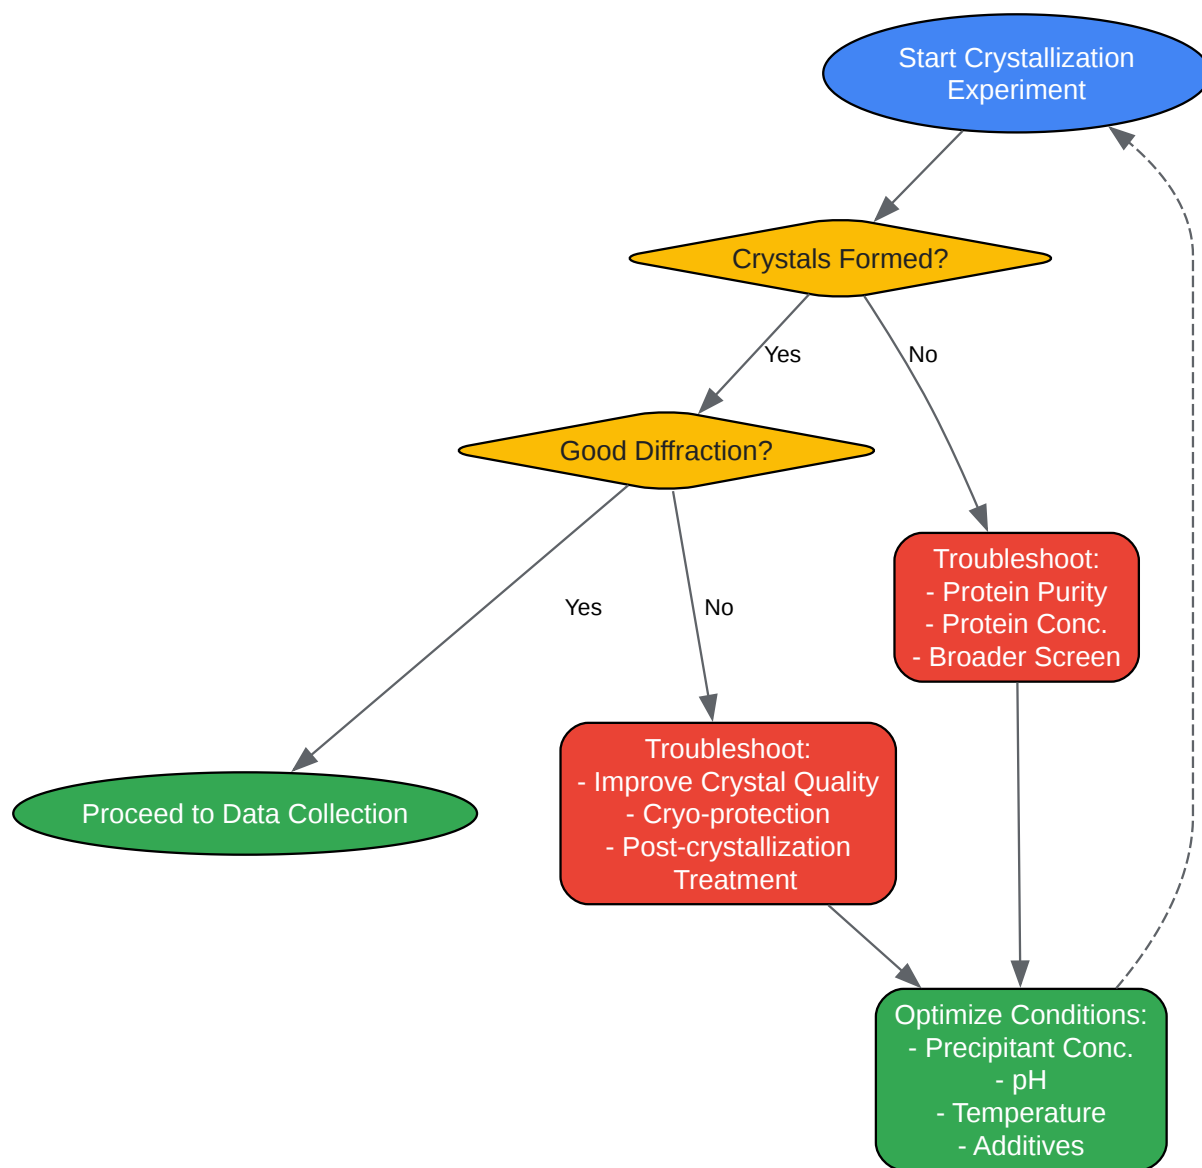 Start Crystallization
Experiment
Crystals Formed?
Yes
No
Good Diffraction?
Yes
No
Troubleshoot:
- Protein Purity
- Protein Conc.
- Broader Screen
Troubleshoot:
- Improve Crystal Quality
- Cryo-protection
- Post-crystallization
Treatment
Proceed to Data Collection
Optimize Conditions:
- Precipitant Conc.
- pH
- Temperature
- Additives